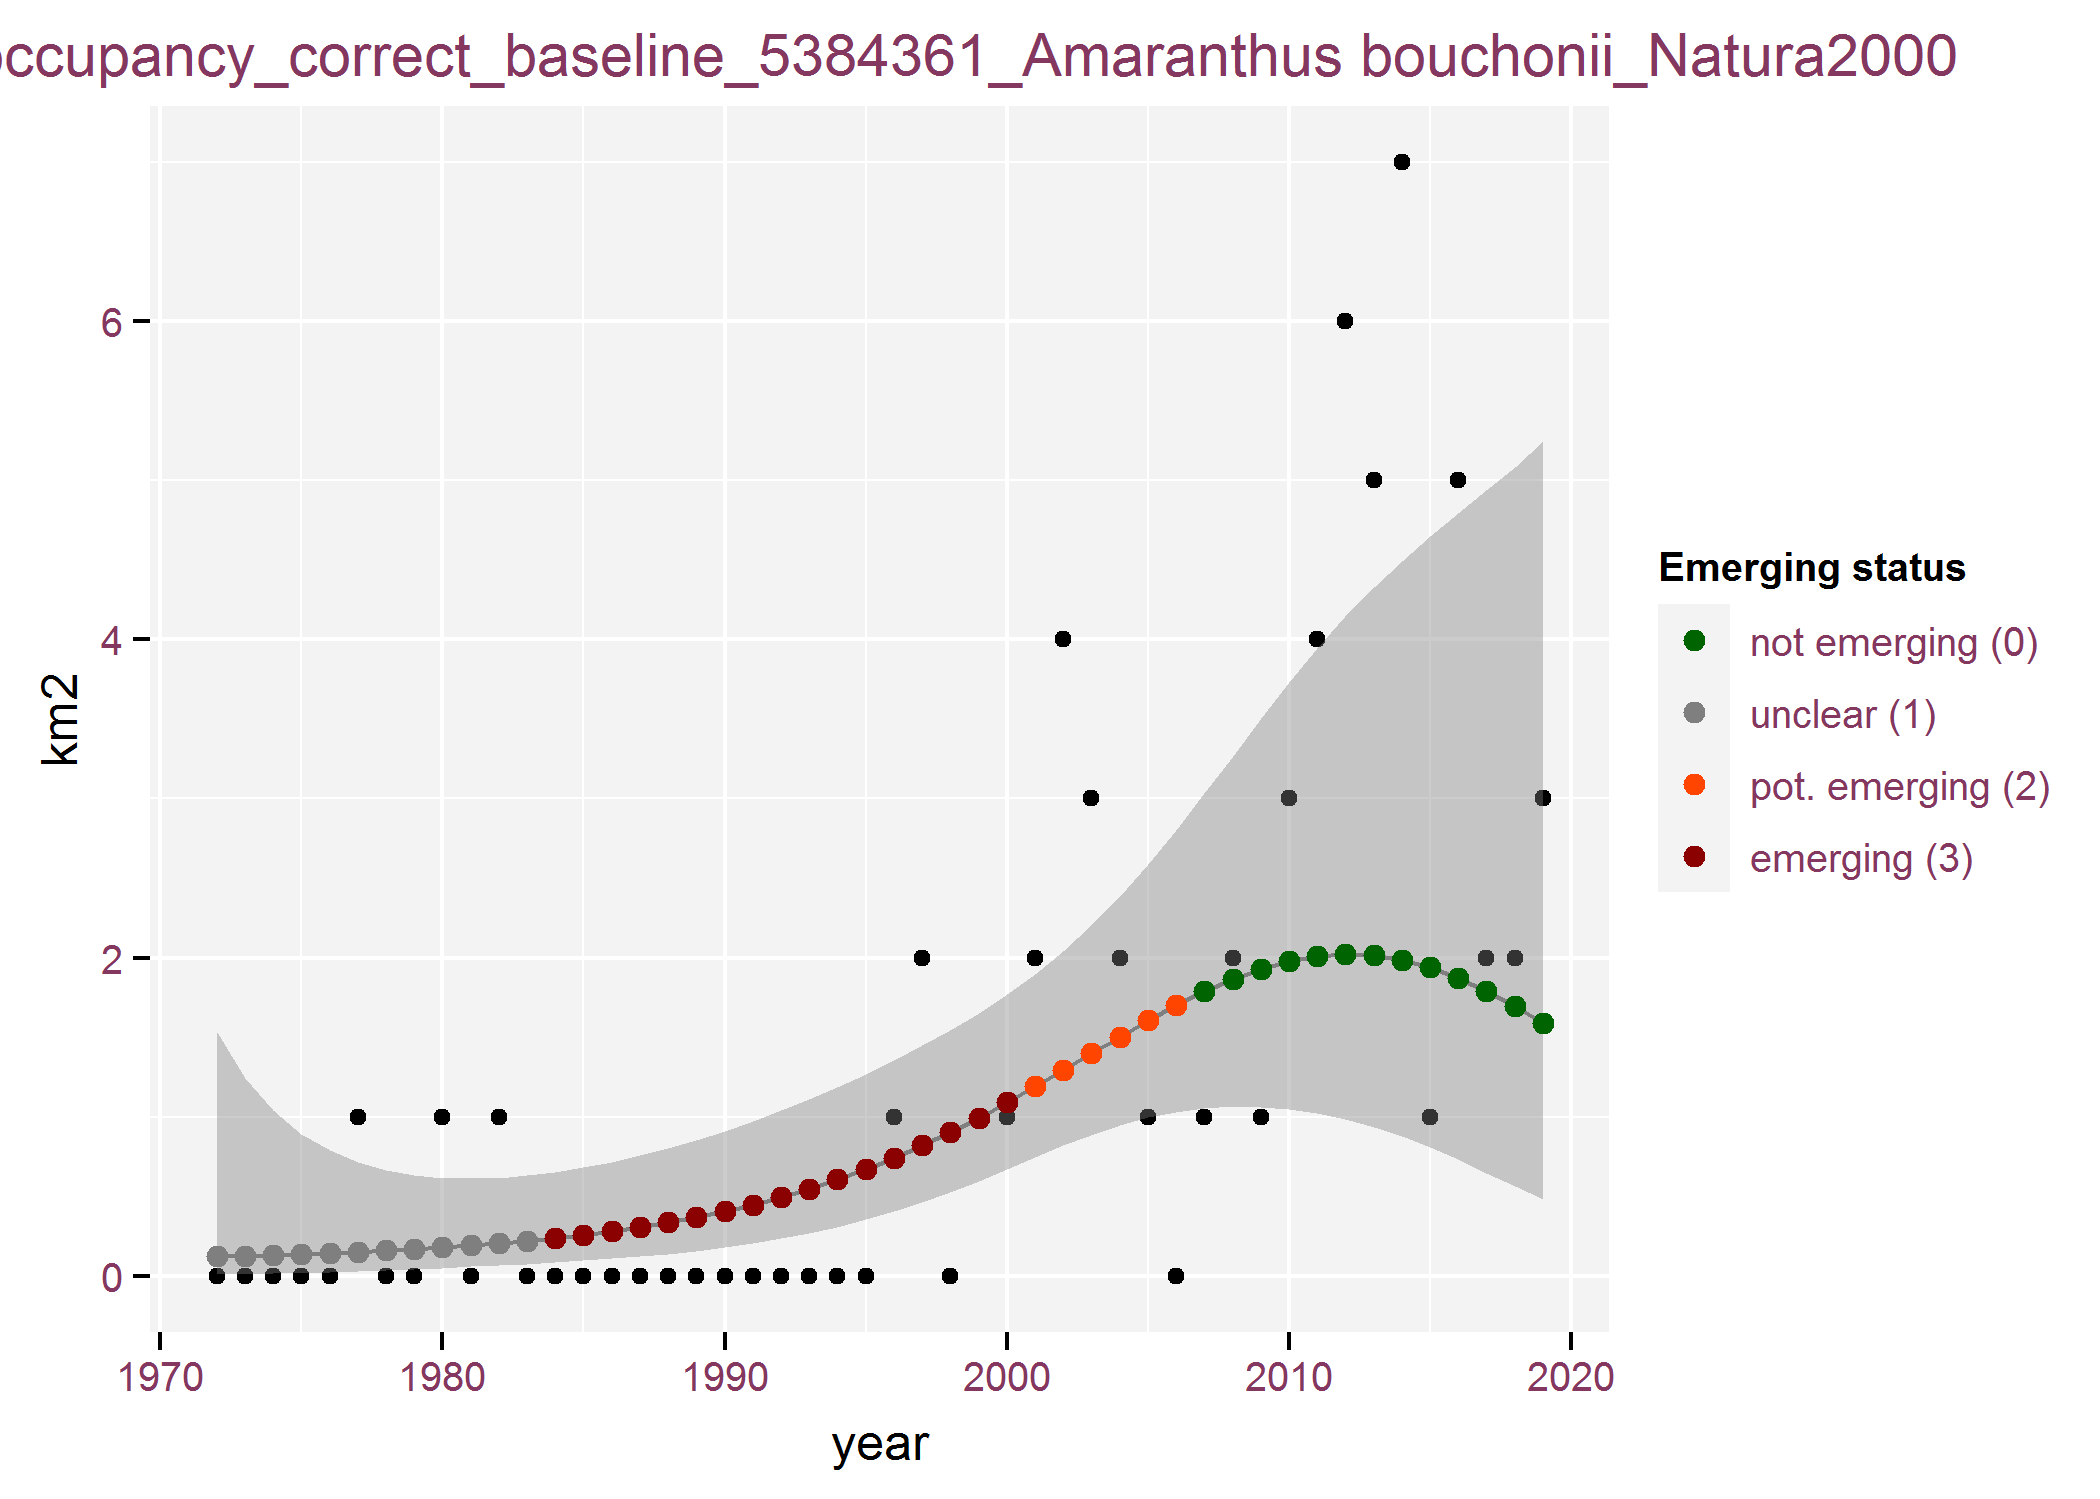 occupancy_correct_baseline_5384361_Amaranthus bouchonii_Natura2000
6
4
2
0
km2
1970 1980 1990 2000 2010 2020
year
Emerging status
not emerging (0)
unclear (1)
pot. emerging (2)
emerging (3)